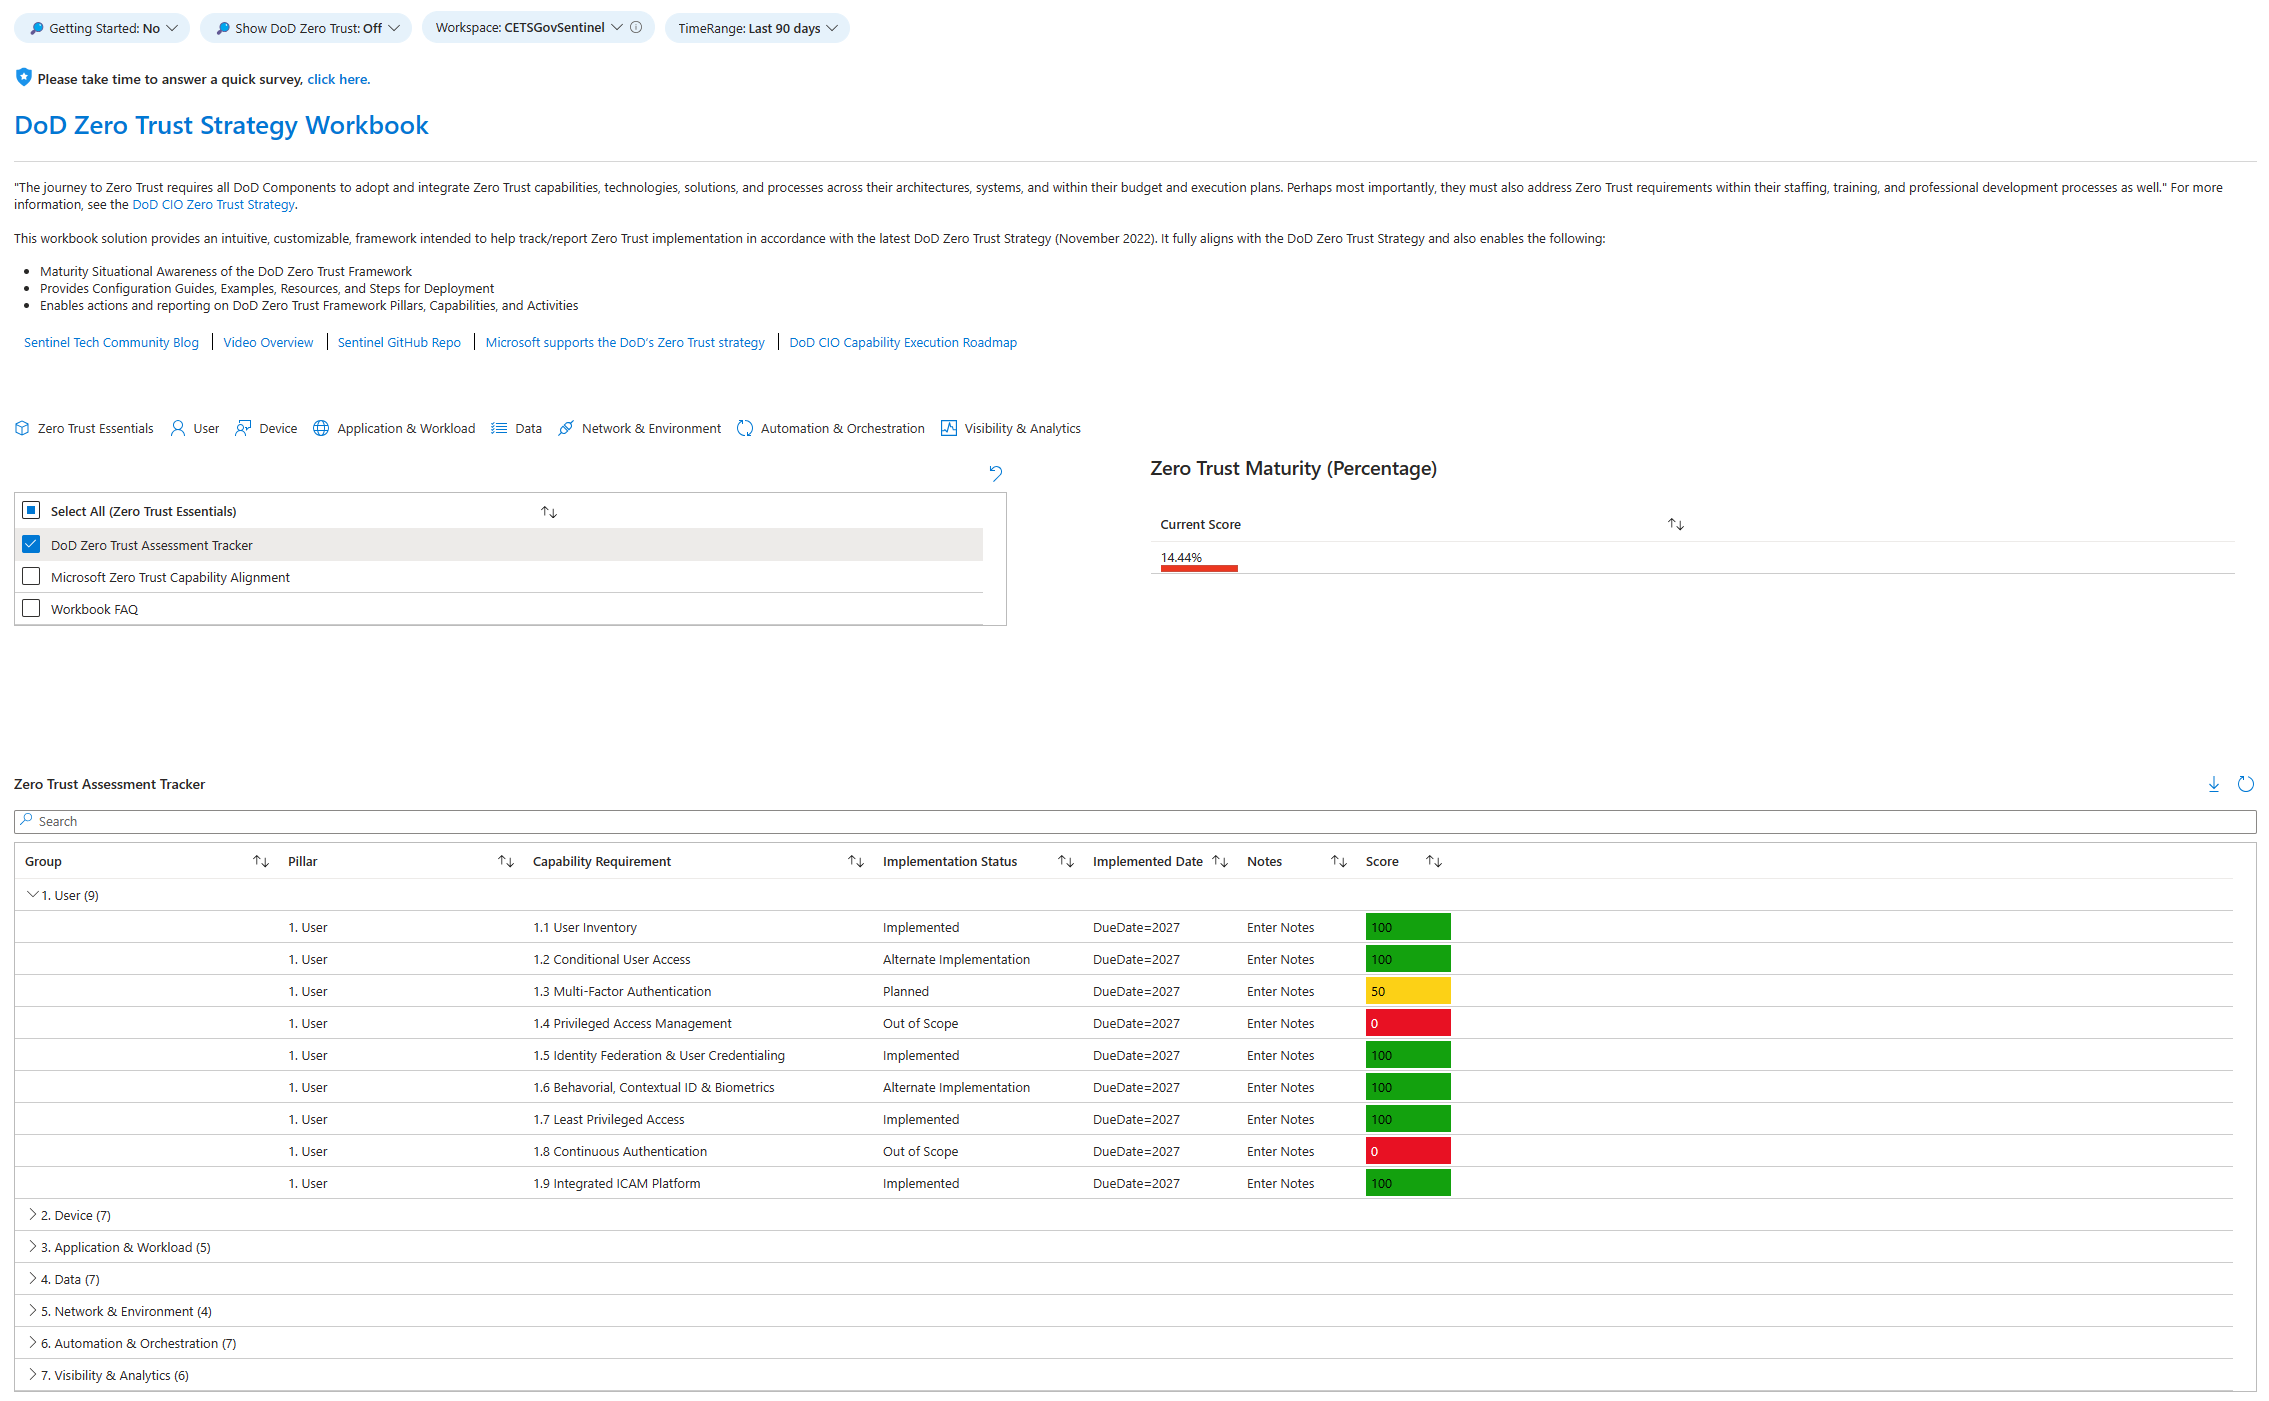 Getting Started: No
Show DoD Zero Trust: Off
Workspace: CETSGovSentinel
TimeRange: Last 90 days
Please take time to answer a quick survey, click here.
DoD Zero Trust Strategy Workbook
"The journey to Zero Trust requires all DoD Components to adopt and integrate Zero Trust capabilities, technologies, solutions, and processes across their architectures, systems, and within their budget and execution plans. Perhaps most importantly, they must also address Zero Trust requirements within their staffing, training, and professional development processes as well." For more
information, see the DoD CIO Zero Trust Strategy.
This workbook solution provides an intuitive, customizable, framework intended to help track/report Zero Trust implementation in accordance with the latest DoD Zero Trust Strategy (November 2022). It fully aligns with the DoD Zero Trust Strategy and also enables the following:
• Maturity Situational Awareness of the DoD Zero Trust Framework
• Provides Configuration Guides, Examples, Resources, and Steps for Deployment
• Enables actions and reporting on DoD Zero Trust Framework Pillars, Capabilities, and Activities
Sentinel Tech Community Blog | Video Overview | Sentinel GitHub Repo | Microsoft supports the DoD's Zero Trust strategy | DoD CIO Capability Execution Roadmap
Zero Trust Essentials User Device Application & Workload Data Network & Environment Automation & Orchestration Visibility & Analytics
Select All (Zero Trust Essentials)
DoD Zero Trust Assessment Tracker
Microsoft Zero Trust Capability Alignment
Workbook FAQ
Zero Trust Maturity (Percentage)
Current Score
14.44%
Zero Trust Assessment Tracker
Search
Group Pillar Capability Requirement Implementation Status Implemented Date Notes Score
1. User (9)
1. User 1.1 User Inventory Implemented DueDate=2027 Enter Notes 100
1. User 1.2 Conditional User Access Alternate Implementation DueDate=2027 Enter Notes 100
1. User 1.3 Multi-Factor Authentication Planned DueDate=2027 Enter Notes 50
1. User 1.4 Privileged Access Management Out of Scope DueDate=2027 Enter Notes 0
1. User 1.5 Identity Federation & User Credentialing Implemented DueDate=2027 Enter Notes 100
1. User 1.6 Behavorial, Contextual ID & Biometrics Alternate Implementation DueDate=2027 Enter Notes 100
1. User 1.7 Least Privileged Access Implemented DueDate=2027 Enter Notes 100
1. User 1.8 Continuous Authentication Out of Scope DueDate=2027 Enter Notes 0
1. User 1.9 Integrated ICAM Platform Implemented DueDate=2027 Enter Notes 100
2. Device (7)
3. Application & Workload (5)
4. Data (7)
5. Network & Environment (4)
6. Automation & Orchestration (7)
7. Visibility & Analytics (6)